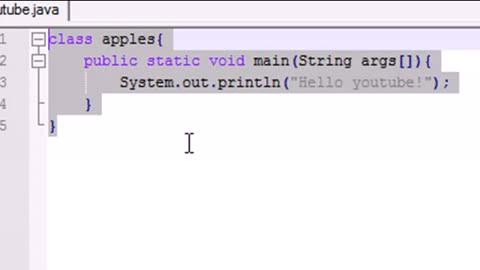 utube.java
1 class apples{
2 public static void main(String args[]){
3 System.out.println("Hello youtube!");
4 }
5 }